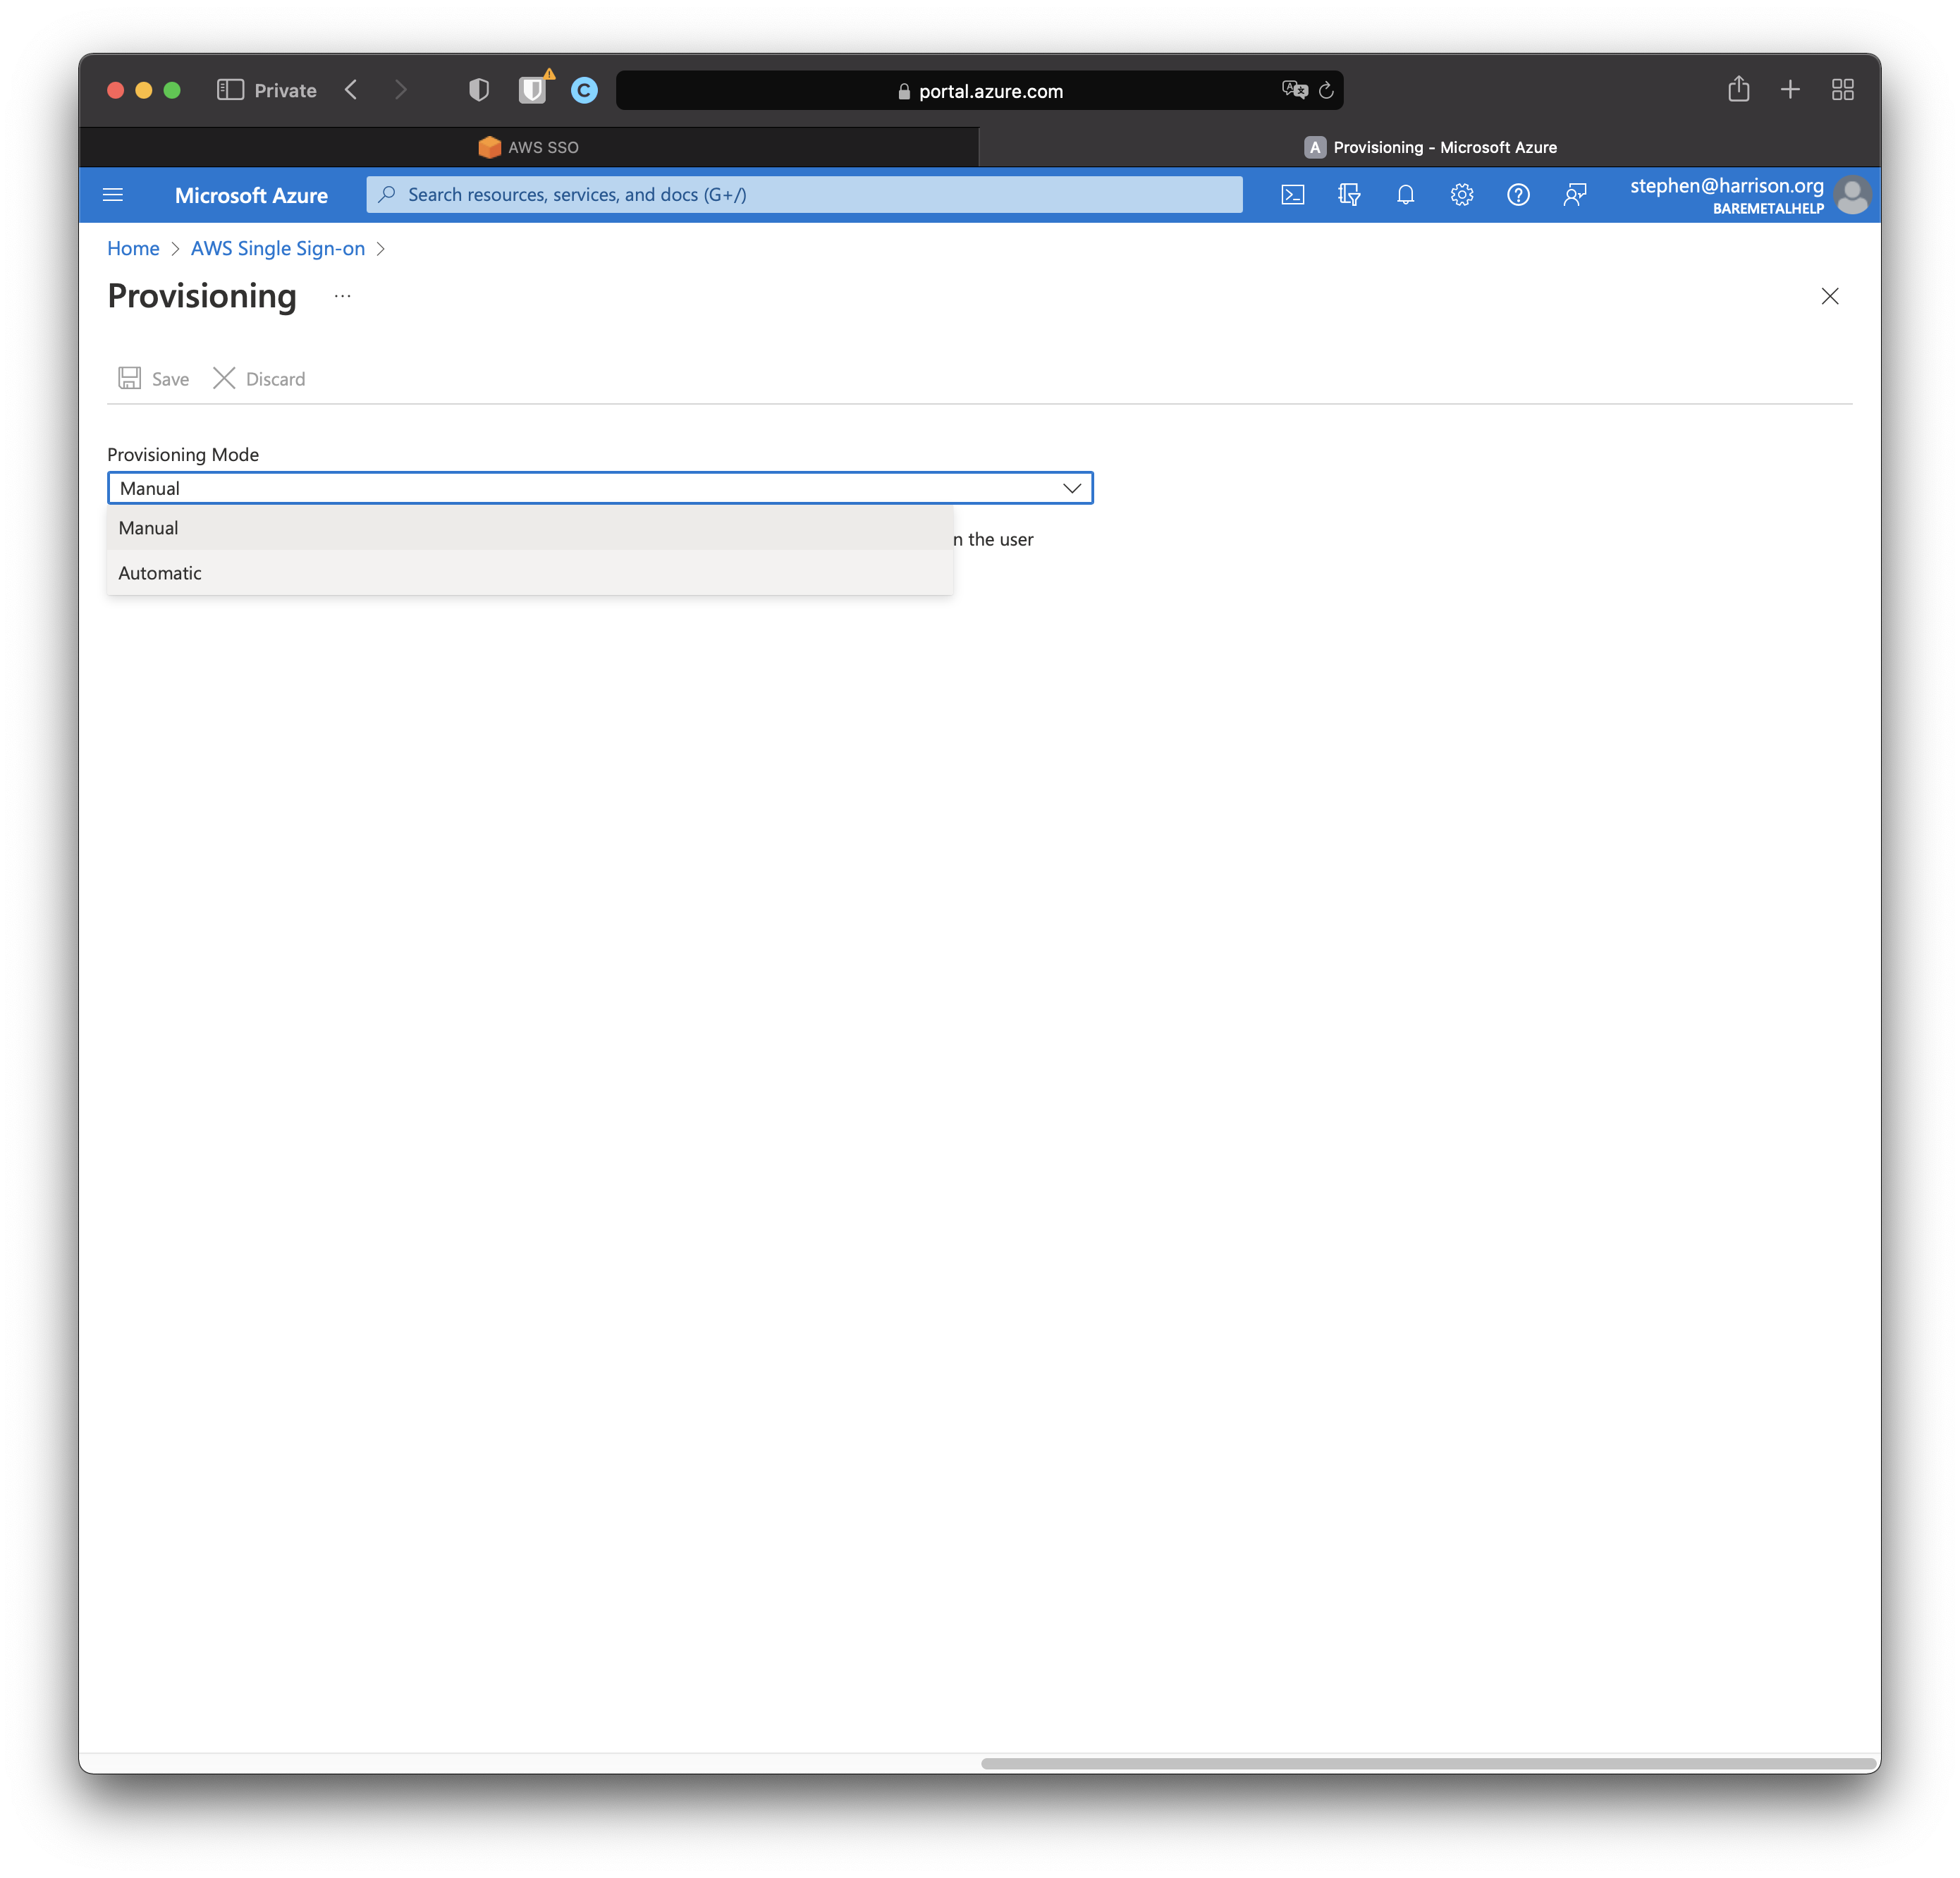 Private
portal.azure.com
AWS SSO
A Provisioning - Microsoft Azure
Microsoft Azure
Search resources, services, and docs (G+/)
stephen@harrison.org
BAREMETALHELP
Home > AWS Single Sign-on >
Provisioning ...
Save Discard
Provisioning Mode
Manual
Manual
n the user
Automatic